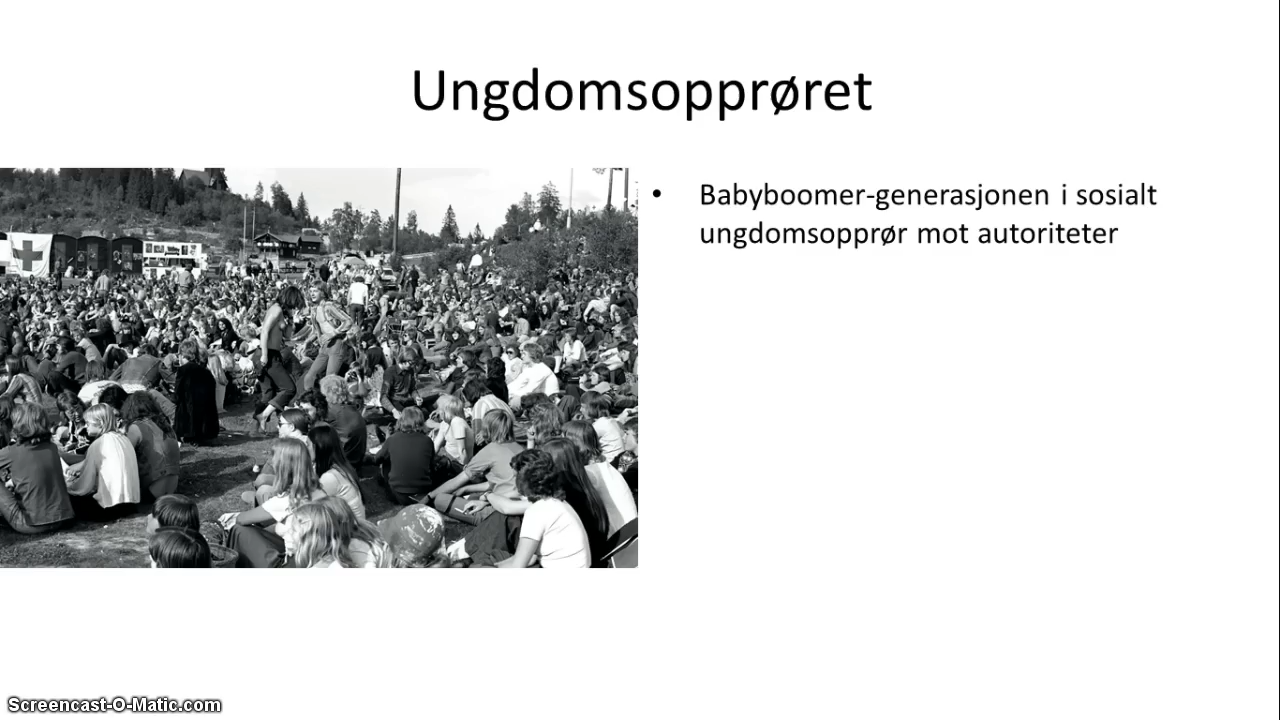 Ungdomsopprøret
• Babyboomer-generasjonen i sosialt
ungdomsopprør mot autoriteter
Screencast-O-Matic.com